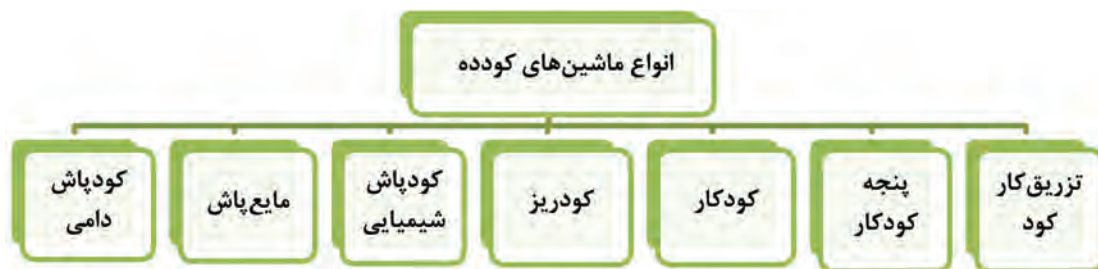 انواع ماشین‌های کودده
تزریق‌کار
کود
پنجه
کودکار
کودکار
کودریز
کودپاش
شیمیایی
مایع‌پاش
کودپاش
دامی